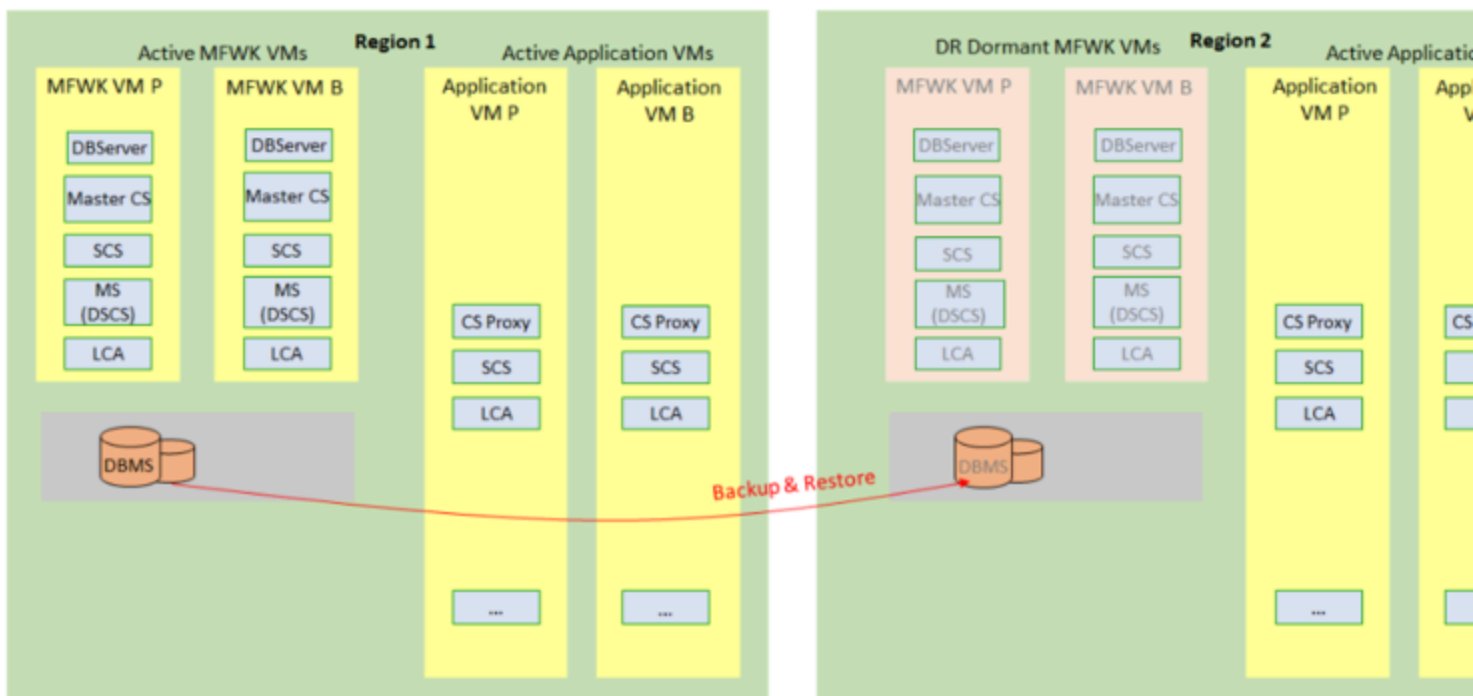 Region 1
Active MFWK VMs
Active Application VMs
MFWK VM P
DBServer
Master CS
SCS
MS
(DSCS)
LCA
MFWK VM B
DBServer
Master CS
SCS
MS
(DSCS)
LCA
Application
VM P
CS Proxy
SCS
LCA
...
Application
VM B
CS Proxy
SCS
LCA
...
DBMS
Backup & Restore
Region 2
DR Dormant MFWK VMs
Active
MFWK VM P
DBServer
Master CS
SCS
MS
(DSCS)
LCA
MFWK VM B
DBServer
Master CS
SCS
MS
(DSCS)
LCA
Application
VM P
CS Proxy
SCS
LCA
...
CS
DBMS